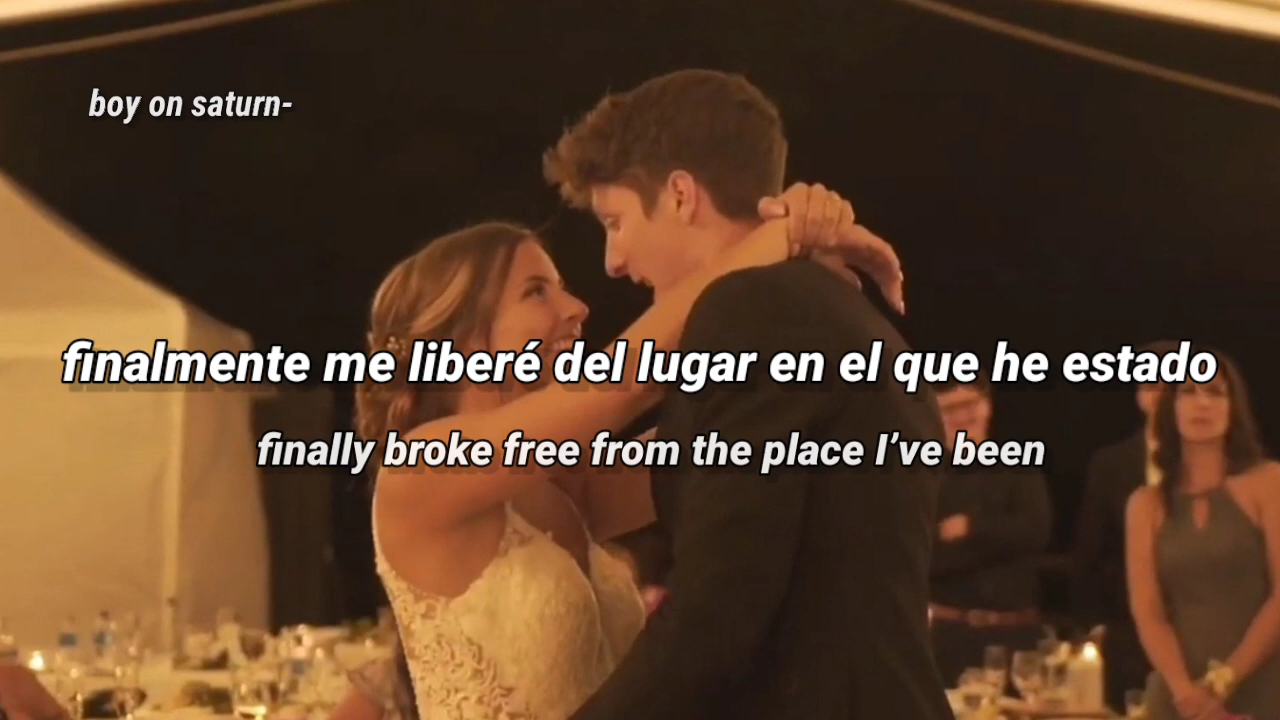 boy on saturn-
finalmente me liberé del lugar en el que he estado
finally broke free from the place I’ve been